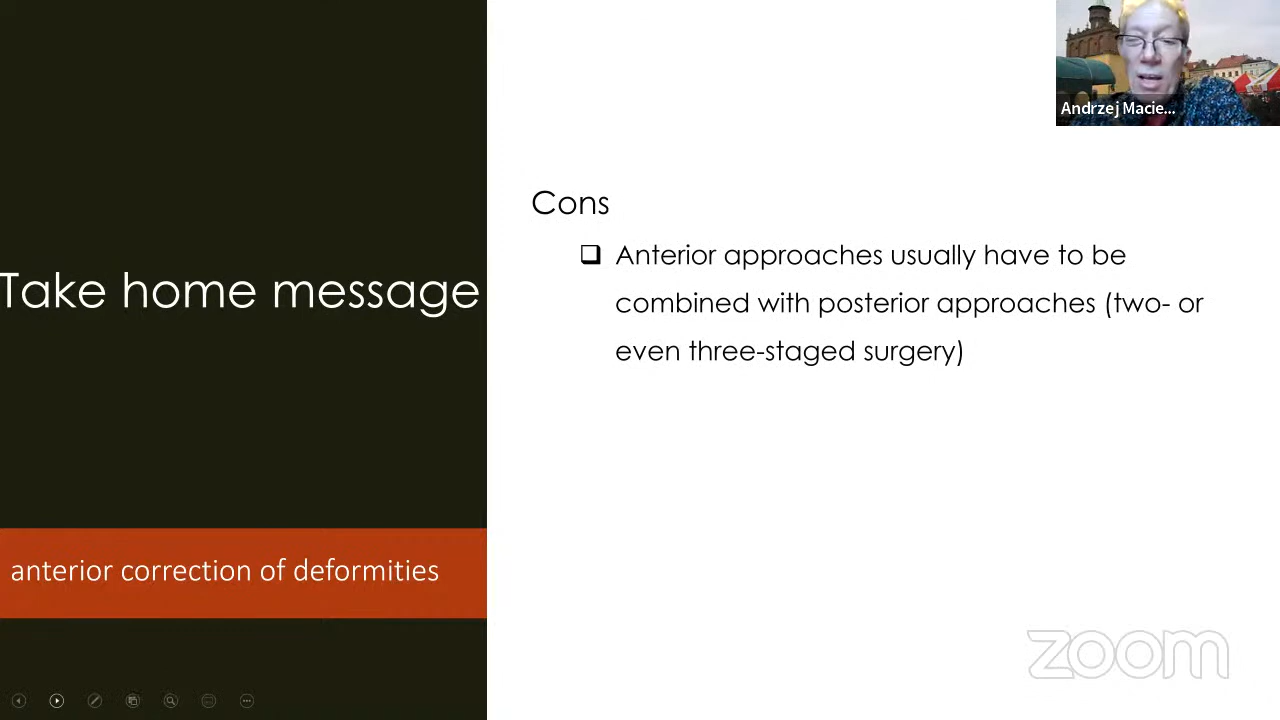 Andrzej Macie...
Take home message
anterior correction of deformities
Cons
Anterior approaches usually have to be
combined with posterior approaches (two- or
even three-staged surgery)
zoom